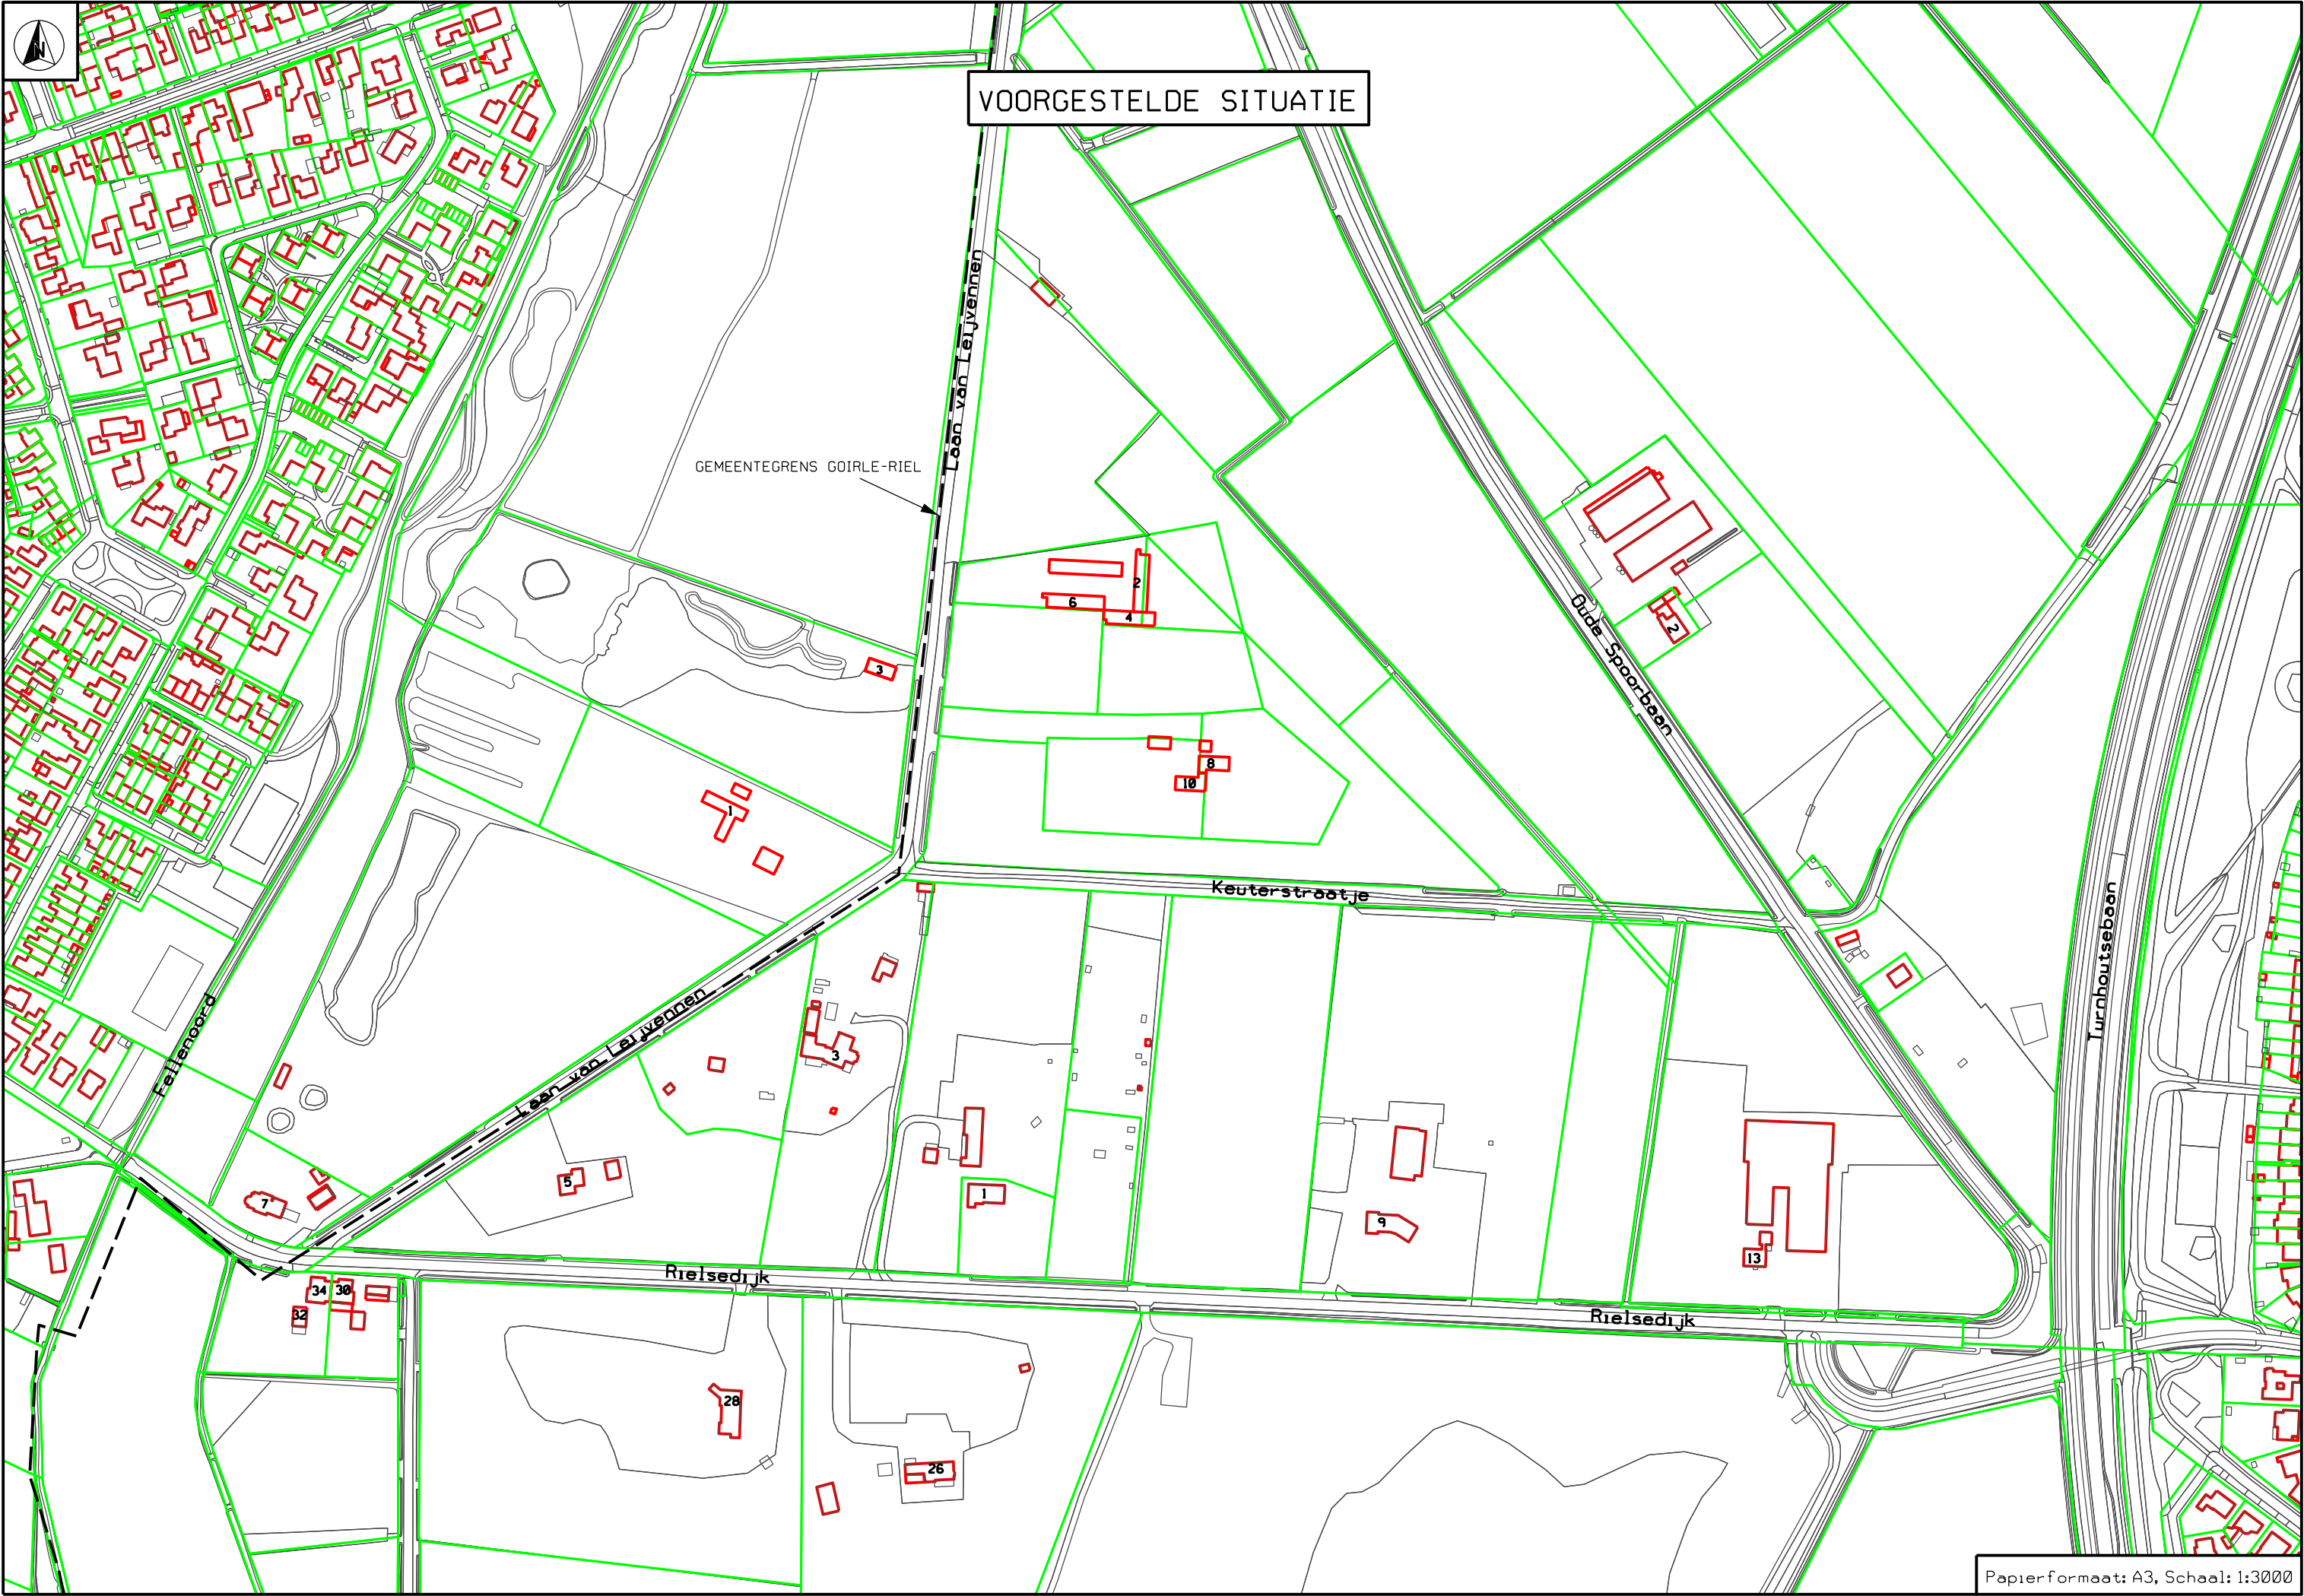 N
VOORGESTELDE SITUATIE
Laan van Leijvennen
GEMEENTEGRENS GOIRLE-RIEL
2
6
4
Oude Spoorbaan
2
3
8
10
1
Keuterstraatje
Turnhoutsebaan
Fellenoord
Laan van Leijvennen
3
5
1
7
9
13
Rielsedijk
34 30
32
Rielsedijk
28
26
Papierformaat: A3, Schaal: 1:3000